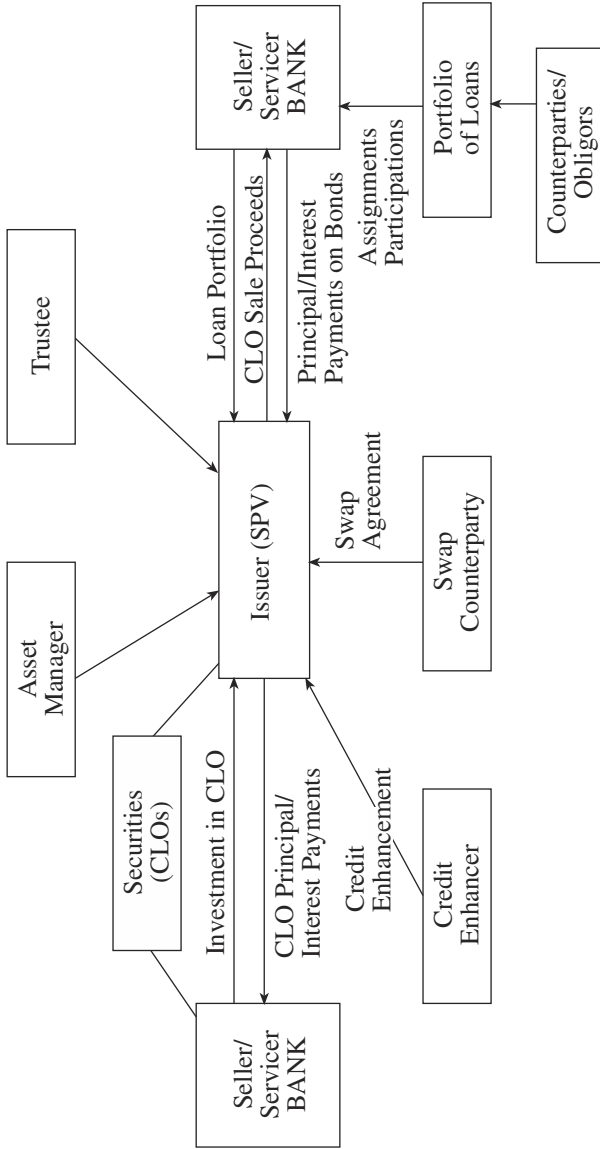 Asset
Manager
Trustee
Securities
(CLOs)
Seller/
Servicer
BANK
Investment in CLO
CLO Principal/
Interest Payments
Issuer (SPV)
Loan Portfolio
CLO Sale Proceeds
Principal/Interest
Payments on Bonds
Seller/
Servicer
BANK
Credit
Enhancement
Swap
Agreement
Assignments
Participations
Credit
Enhancer
Swap
Counterparty
Portfolio
of Loans
Counterparties/
Obligors